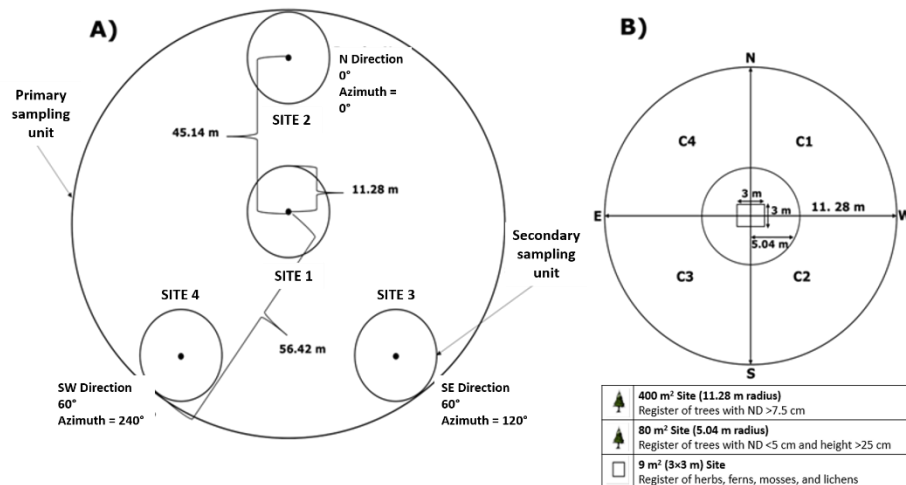 A)
N Direction
0°
Azimuth =
0°
SITE 2
Primary
sampling
unit
45.14 m
11.28 m
SITE 1
Secondary
sampling
unit
SITE 4
SITE 3
56.42 m
SW Direction
60°
Azimuth = 240°
SE Direction
60°
Azimuth = 120°
B)
N
C4
C1
3 m
3 m
11. 28 m
E
W
5.04 m
C3
C2
S
400 m² Site (11.28 m radius)
Register of trees with ND >7.5 cm
80 m² Site (5.04 m radius)
Register of trees with ND <5 cm and height >25 cm
9 m² (3×3 m) Site
Register of herbs, ferns, mosses, and lichens